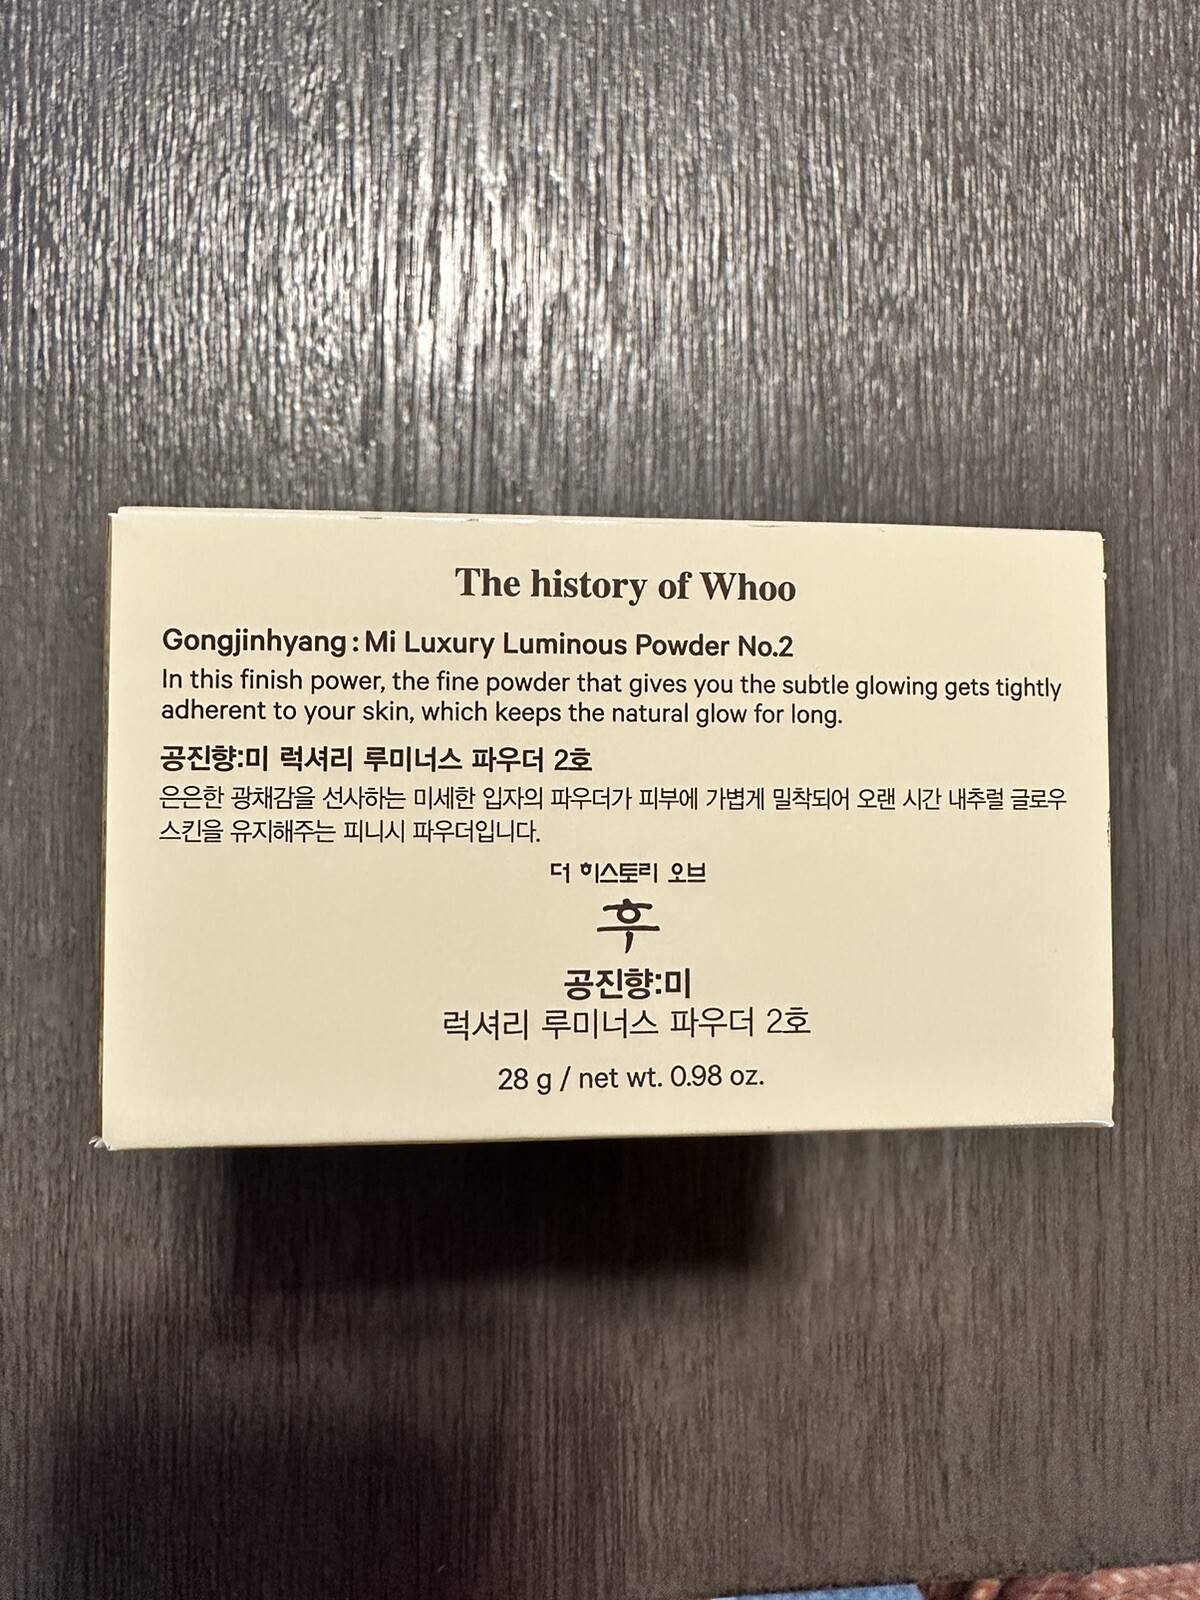 The history of Whoo
Gongjinhyang : Mi Luxury Luminous Powder No.2
In this finish power, the fine powder that gives you the subtle glowing gets tightly
adherent to your skin, which keeps the natural glow for long.
공진향:미 럭셔리 루미너스 파우더 2호
은은한 광채감을 선사하는 미세한 입자의 파우더가 피부에 가볍게 밀착되어 오랜 시간 내추럴 글로우
스킨을 유지해주는 피니시 파우더입니다.
더 히스토리 오브
후
공진향:미
럭셔리 루미너스 파우더 2호
28 g / net wt. 0.98 oz.